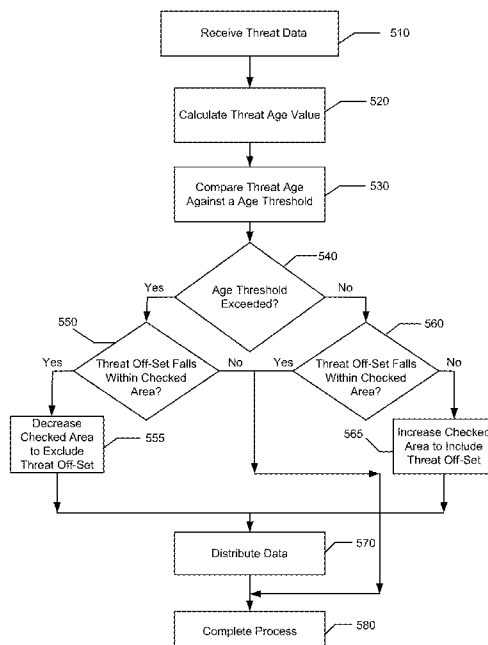 Receive Threat Data
510
Calculate Threat Age Value
520
Compare Threat Age
Against a Age Threshold
530
540
Age Threshold
Exceeded?
Yes
No
550
560
Threat Off-Set Falls
Within Checked
Area?
Yes
No
Threat Off-Set Falls
Within Checked
Area?
Yes
No
Decrease
Checked Area
to Exclude
Threat Off-Set
555
565
Increase Checked
Area to Include
Threat Off-Set
Distribute Data
570
Complete Process
580